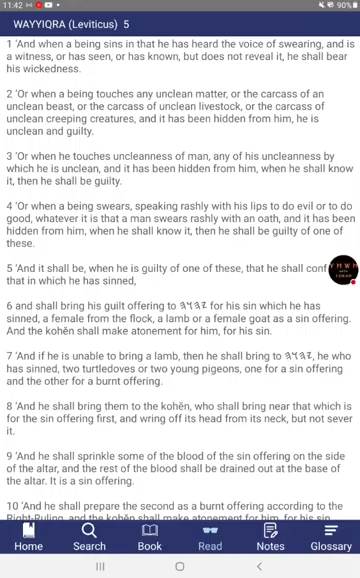 11:42
90%
WAYYIQRA (Leviticus) 5
1 'And when a being sins in that he has heard the voice of swearing, and is
a witness, or has seen, or has known, but does not reveal it, he shall bear
his wickedness.
2 'Or when a being touches any unclean matter, or the carcass of an
unclean beast, or the carcass of unclean livestock, or the carcass of
unclean creeping creatures, and it has been hidden from him, he is
unclean and guilty.
3 'Or when he touches uncleanness of man, any of his uncleanness by
which he is unclean, and it has been hidden from him, when he shall know
it, then he shall be guilty.
4 'Or when a being swears, speaking rashly with his lips to do evil or to do
good, whatever it is that a man swears rashly with an oath, and it has been
hidden from him, when he shall know it, then he shall be guilty of one of
these.
5 'And it shall be, when he is guilty of one of these, that he shall conf
that in which he has sinned,
6 and shall bring his guilt offering to 𐤉𐤄𐤅𐤄 for his sin which he has
sinned, a female from the flock, a lamb or a female goat as a sin offering.
And the kohĕn shall make atonement for him, for his sin.
7 'And if he is unable to bring a lamb, then he shall bring to 𐤉𐤄𐤅𐤄, he who
has sinned, two turtledoves or two young pigeons, one for a sin offering
and the other for a burnt offering.
8 'And he shall bring them to the kohĕn, who shall bring near that which is
for the sin offering first, and wring off its head from its neck, but not sever
it.
9 'And he shall sprinkle some of the blood of the sin offering on the side
of the altar, and the rest of the blood shall be drained out at the base of
the altar. It is a sin offering.
10 'And he shall prepare the second as a burnt offering according to the
Right-Ruling, and the kohĕn shall make atonement for him, for his sin
Home
Search
Book
Read
Notes
Glossary